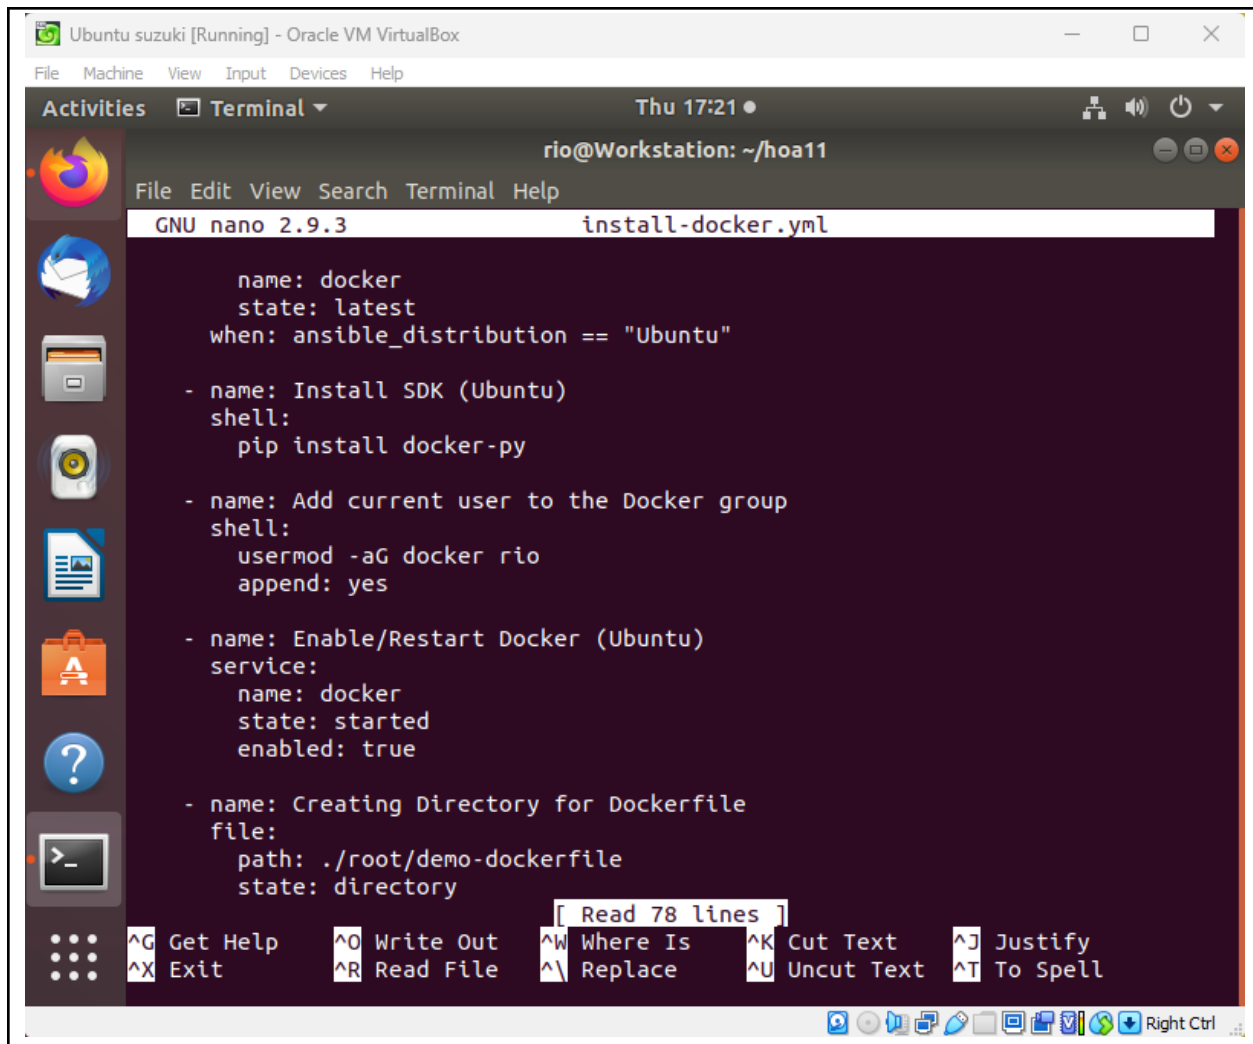 Ubuntu suzuki [Running] - Oracle VM VirtualBox
File Machine View Input Devices Help
Activities Terminal Thu 17:21
rio@Workstation: ~/hoa11
File Edit View Search Terminal Help
GNU nano 2.9.3 install-docker.yml
name: docker
state: latest
when: ansible_distribution == "Ubuntu"
- name: Install SDK (Ubuntu)
shell:
pip install docker-py
- name: Add current user to the Docker group
shell:
usermod -aG docker rio
append: yes
- name: Enable/Restart Docker (Ubuntu)
service:
name: docker
state: started
enabled: true
- name: Creating Directory for Dockerfile
file:
path: ./root/demo-dockerfile
state: directory
[ Read 78 lines ]
^G Get Help ^O Write Out ^W Where Is ^K Cut Text ^J Justify
^X Exit ^R Read File ^\ Replace ^U Uncut Text ^T To Spell
Right Ctrl